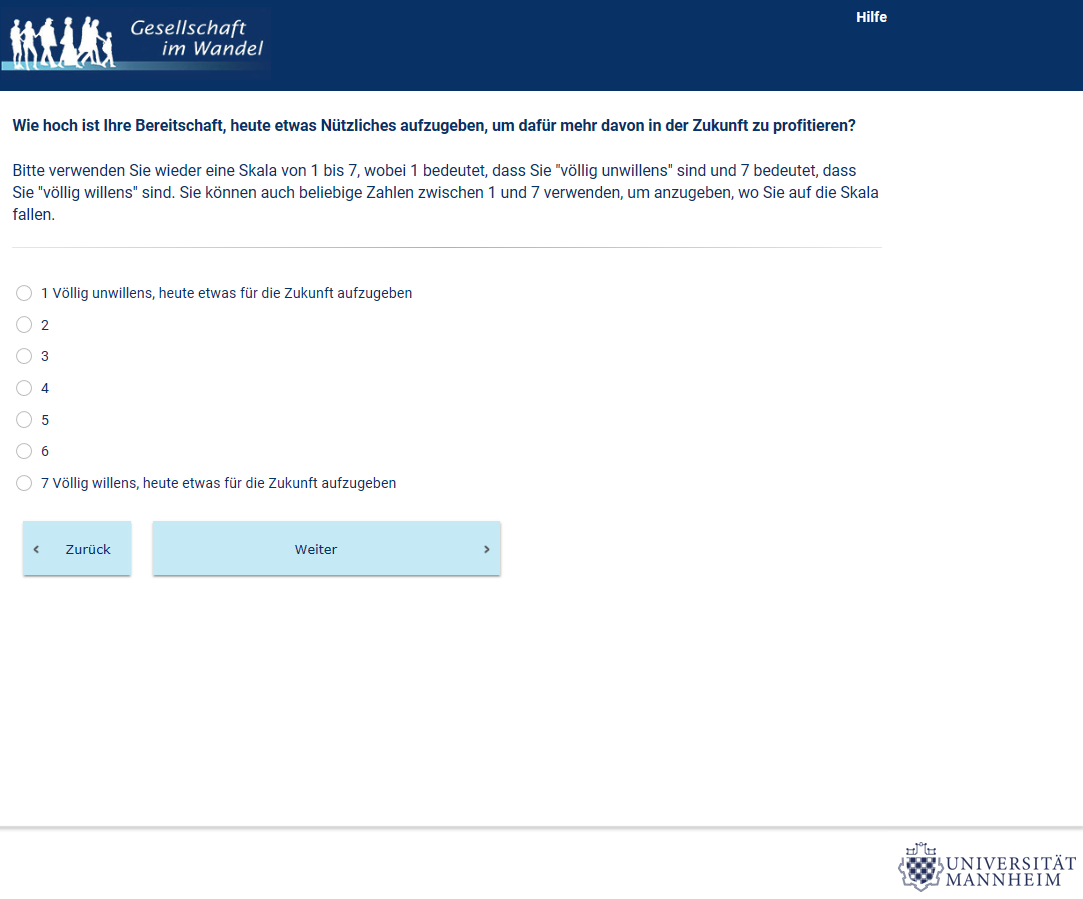 Gesellschaft
im Wandel
Hilfe
Wie hoch ist Ihre Bereitschaft, heute etwas Nützliches aufzugeben, um dafür mehr davon in der Zukunft zu profitieren?
Bitte verwenden Sie wieder eine Skala von 1 bis 7, wobei 1 bedeutet, dass Sie "völlig unwillens" sind und 7 bedeutet, dass
Sie "völlig willens" sind. Sie können auch beliebige Zahlen zwischen 1 und 7 verwenden, um anzugeben, wo Sie auf die Skala
fallen.
1 Völlig unwillens, heute etwas für die Zukunft aufzugeben
2
3
4
5
6
7 Völlig willens, heute etwas für die Zukunft aufzugeben
Zurück
Weiter
UNIVERSITÄT
MANNHEIM